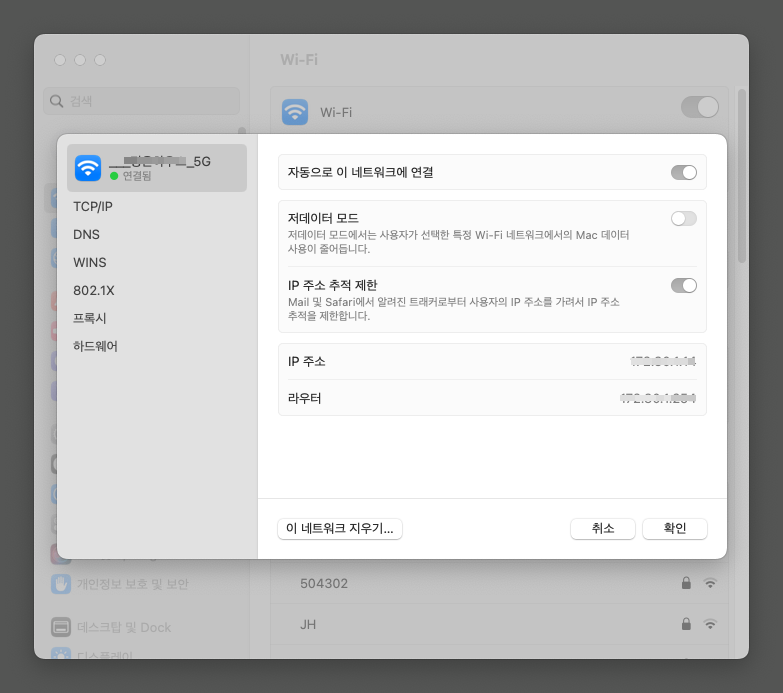 Wi-Fi
검색
Wi-Fi
_5G
연결됨
TCP/IP
DNS
WINS
802.1X
프록시
하드웨어
자동으로 이 네트워크에 연결
저데이터 모드
저데이터 모드에서는 사용자가 선택한 특정 Wi-Fi 네트워크에서의 Mac 데이터
사용이 줄어듭니다.
IP 주소 추적 제한
Mail 및 Safari에서 알려진 트래커로부터 사용자의 IP 주소를 가려서 IP 주소
추적을 제한합니다.
IP 주소
라우터
이 네트워크 지우기...
취소
확인
개인정보 보호 및 보안
데스크탑 및 Dock
디스플레이
504302
JH